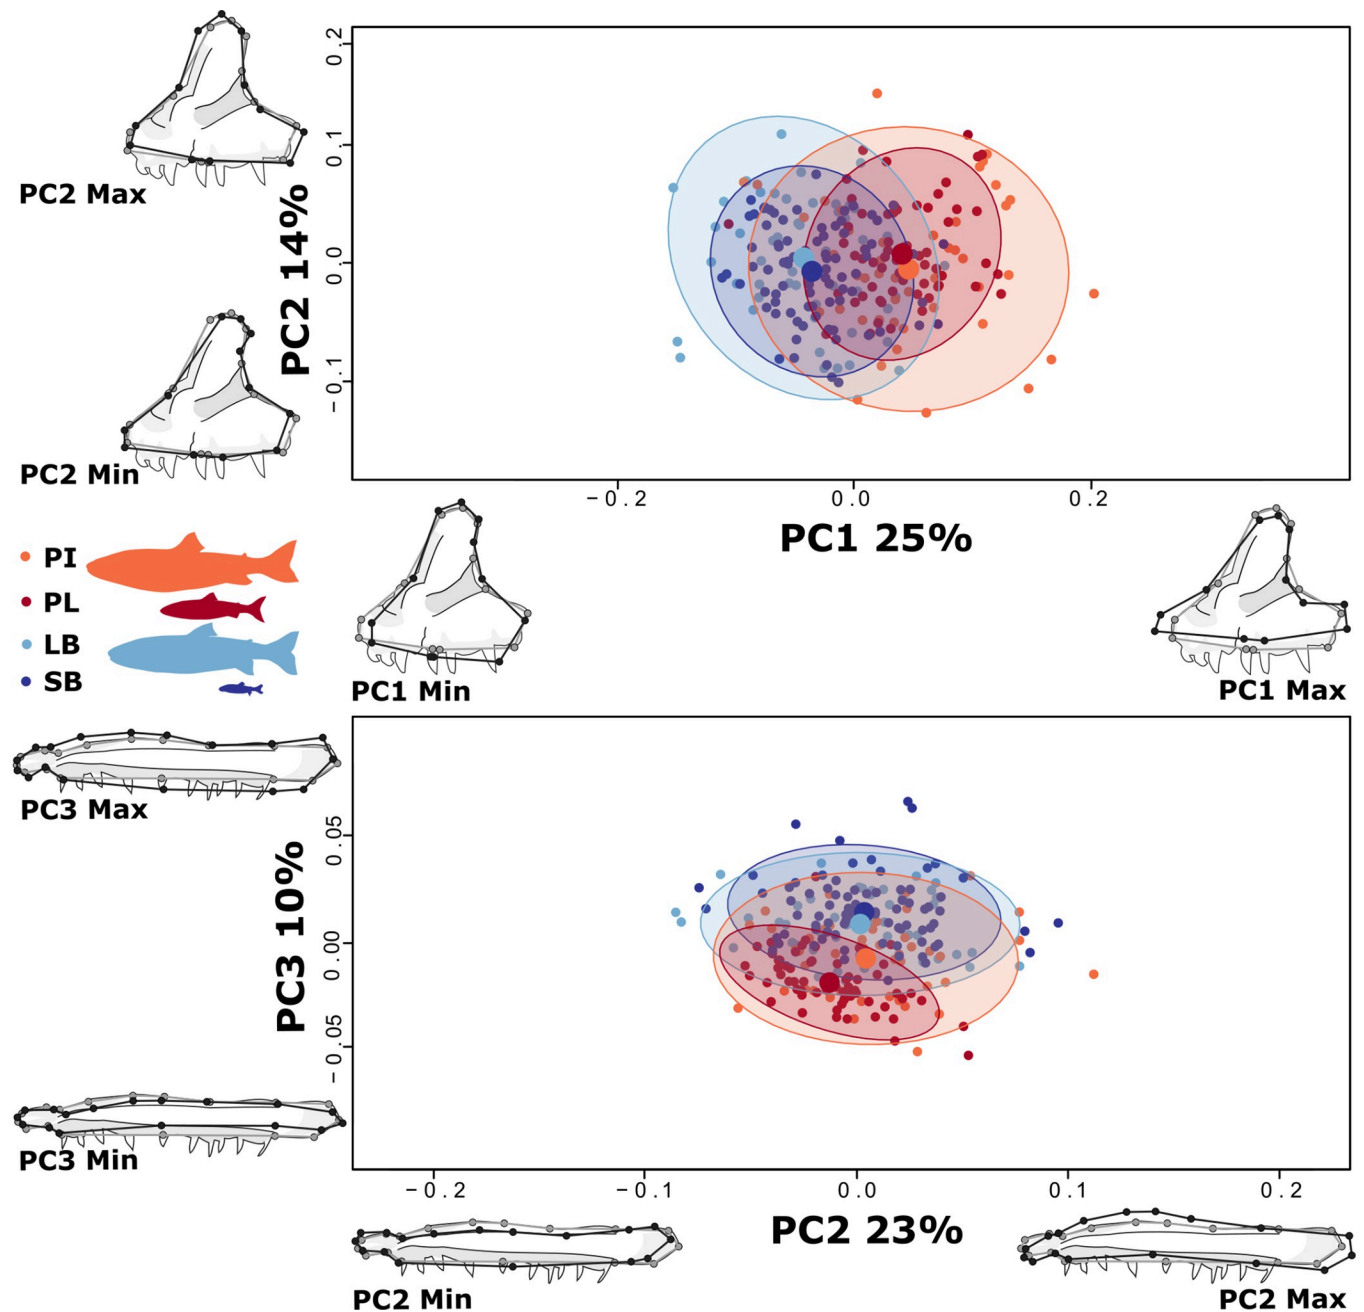 PC2 Max
PC2 14%
0.2
0.1
0.0
−0.1
PC2 Min
−0.2
0.0
0.2
PC1 25%
PI
PL
LB
SB
PC1 Min
PC1 Max
PC3 Max
PC3 10%
0.05
0.00
−0.05
PC3 Min
−0.2
−0.1
0.0
0.1
0.2
PC2 23%
PC2 Min
PC2 Max